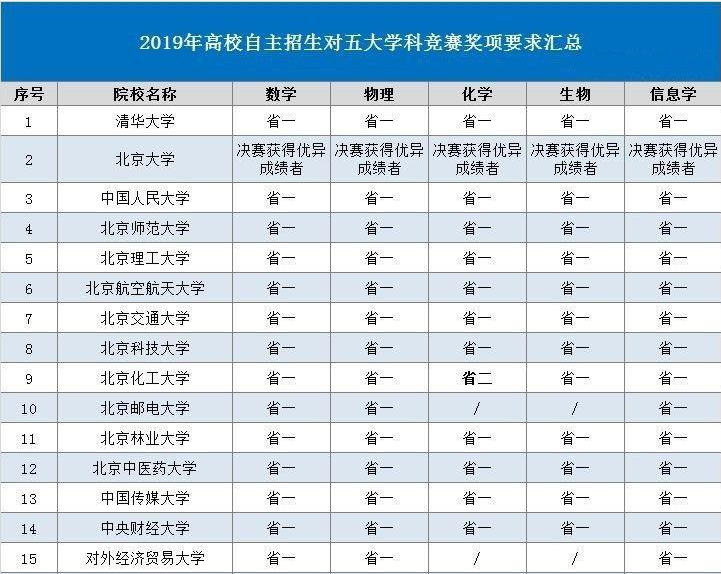 2019年高校自主招生对五大学科竞赛奖项要求汇总
序号 院校名称 数学 物理 化学 生物 信息学
1 清华大学 省一 省一 省一 省一 省一
2 北京大学 决赛获得优异成绩者 决赛获得优异成绩者 决赛获得优异成绩者 决赛获得优异成绩者 决赛获得优异成绩者
3 中国人民大学 省一 省一 省一 省一 省一
4 北京师范大学 省一 省一 省一 省一 省一
5 北京理工大学 省一 省一 省一 省一 省一
6 北京航空航天大学 省一 省一 省一 省一 省一
7 北京交通大学 省一 省一 省一 省一 省一
8 北京科技大学 省一 省一 省一 省一 省一
9 北京化工大学 省一 省一 省二 省一 省一
10 北京邮电大学 省一 省一 / / 省一
11 北京林业大学 省一 省一 省一 省一 省一
12 北京中医药大学 省一 省一 省一 省一 省一
13 中国传媒大学 省一 省一 省一 省一 省一
14 中央财经大学 省一 省一 省一 省一 省一
15 对外经济贸易大学 省一 省一 / / 省一